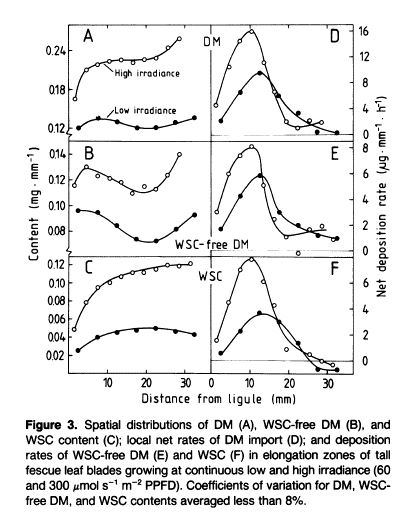 A
DM
D
0.24
High irradiance
0.18
Low irradiance
0.12
16
12
8
4
0
B
E
0.14
0.12
0.10
0.08
WSC-free DM
8
6
4
2
0
C
WSC
F
0.12
0.10
0.08
0.06
0.04
0.02
6
4
2
0
Content (mg · mm⁻¹)
Net deposition rate (µg · mm⁻¹ · h⁻¹)
0 10 20 30 0 10 20 30
Distance from ligule (mm)
Figure 3. Spatial distributions of DM (A), WSC-free DM (B), and
WSC content (C); local net rates of DM import (D); and deposition
rates of WSC-free DM (E) and WSC (F) in elongation zones of tall
fescue leaf blades growing at continuous low and high irradiance (60
and 300 µmol s⁻¹ m⁻² PPFD). Coefficients of variation for DM, WSC-
free DM, and WSC contents averaged less than 8%.